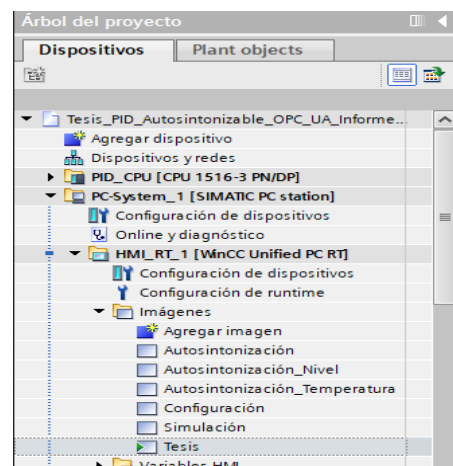 Árbol del proyecto
Dispositivos
Plant objects
Tesis_PID_Autosintonizable_OPC_UA_Informe...
Agregar dispositivo
Dispositivos y redes
PID_CPU [CPU 1516-3 PN/DP]
PC-System_1 [SIMATIC PC station]
Configuración de dispositivos
Online y diagnóstico
HMI_RT_1 [WinCC Unified PC RT]
Configuración de dispositivos
Configuración de runtime
Imágenes
Agregar imagen
Autosintonización
Autosintonización_Nivel
Autosintonización_Temperatura
Configuración
Simulación
Tesis
Variables HMI